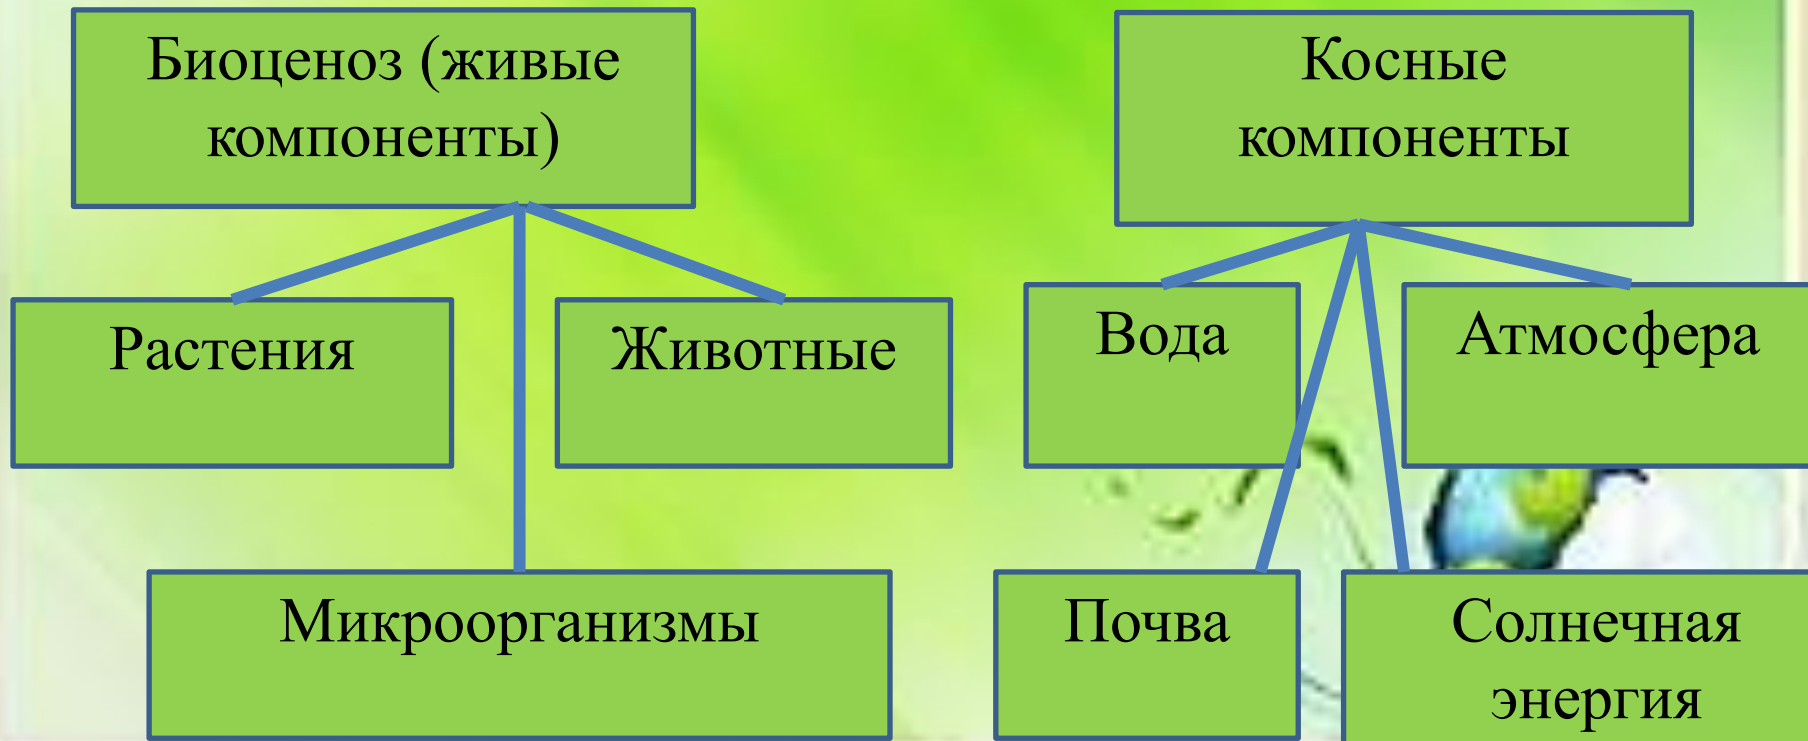 Биоценоз (живые
компоненты)
Косные
компоненты
Растения
Животные
Вода
Атмосфера
Микроорганизмы
Почва
Солнечная
энергия